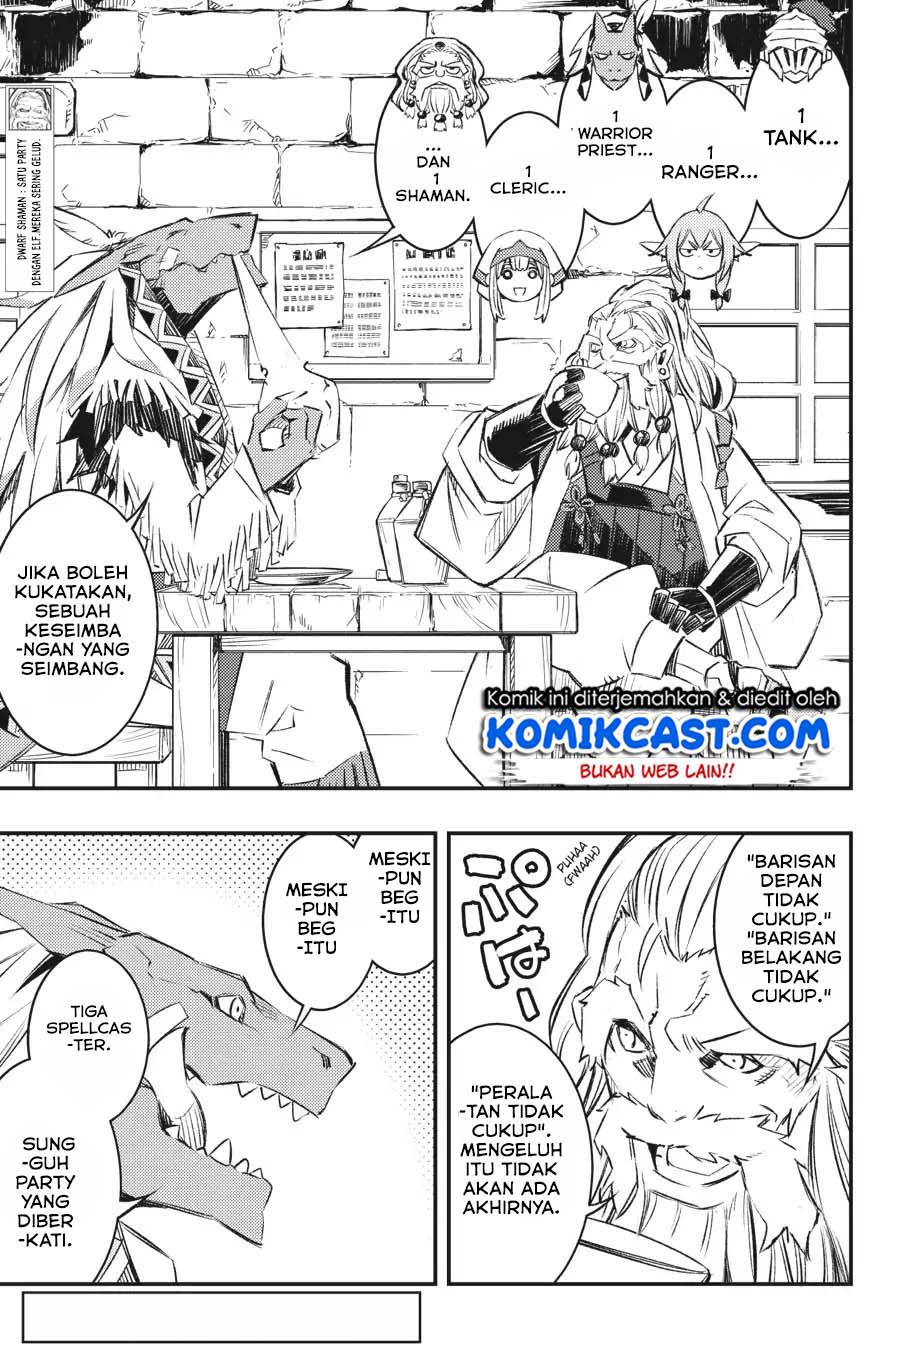 1
TANK...
1
RANGER...
1
WARRIOR
PRIEST...
1
CLERIC...
...
DAN
1
SHAMAN.
DWARF SHAMAN : SATU PARTY
DENGAN ELF.MEREKA SERING GELUD.
JIKA BOLEH
KUKATAKAN,
SEBUAH
KESEIMBA
-NGAN YANG
SEIMBANG.
Komik ini diterjemahkan & diedit oleh
KOMIKCAST.COM
BUKAN WEB LAIN!!
"BARISAN
DEPAN
TIDAK
CUKUP."
"BARISAN
BELAKANG
TIDAK
CUKUP."
PUHAA
(FWAAH)
ぷはー
"PERALA
-TAN TIDAK
CUKUP".
MENGELUH
ITU TIDAK
AKAN ADA
AKHIRNYA.
MESKI
-PUN
BEG
-ITU
MESKI
-PUN
BEG
-ITU
TIGA
SPELLCAS
-TER.
SUNG
-GUH
PARTY
YANG
DIBER
-KATI.